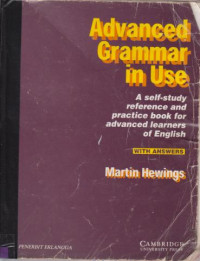 Advanced
Grammar
in Use
A self-study
reference and
practice book for
advanced learners
of English
WITH ANSWERS
Martin Hewings
PENERBIT ERLANGGA
CAMBRIDGE
UNIVERSITY PRESS